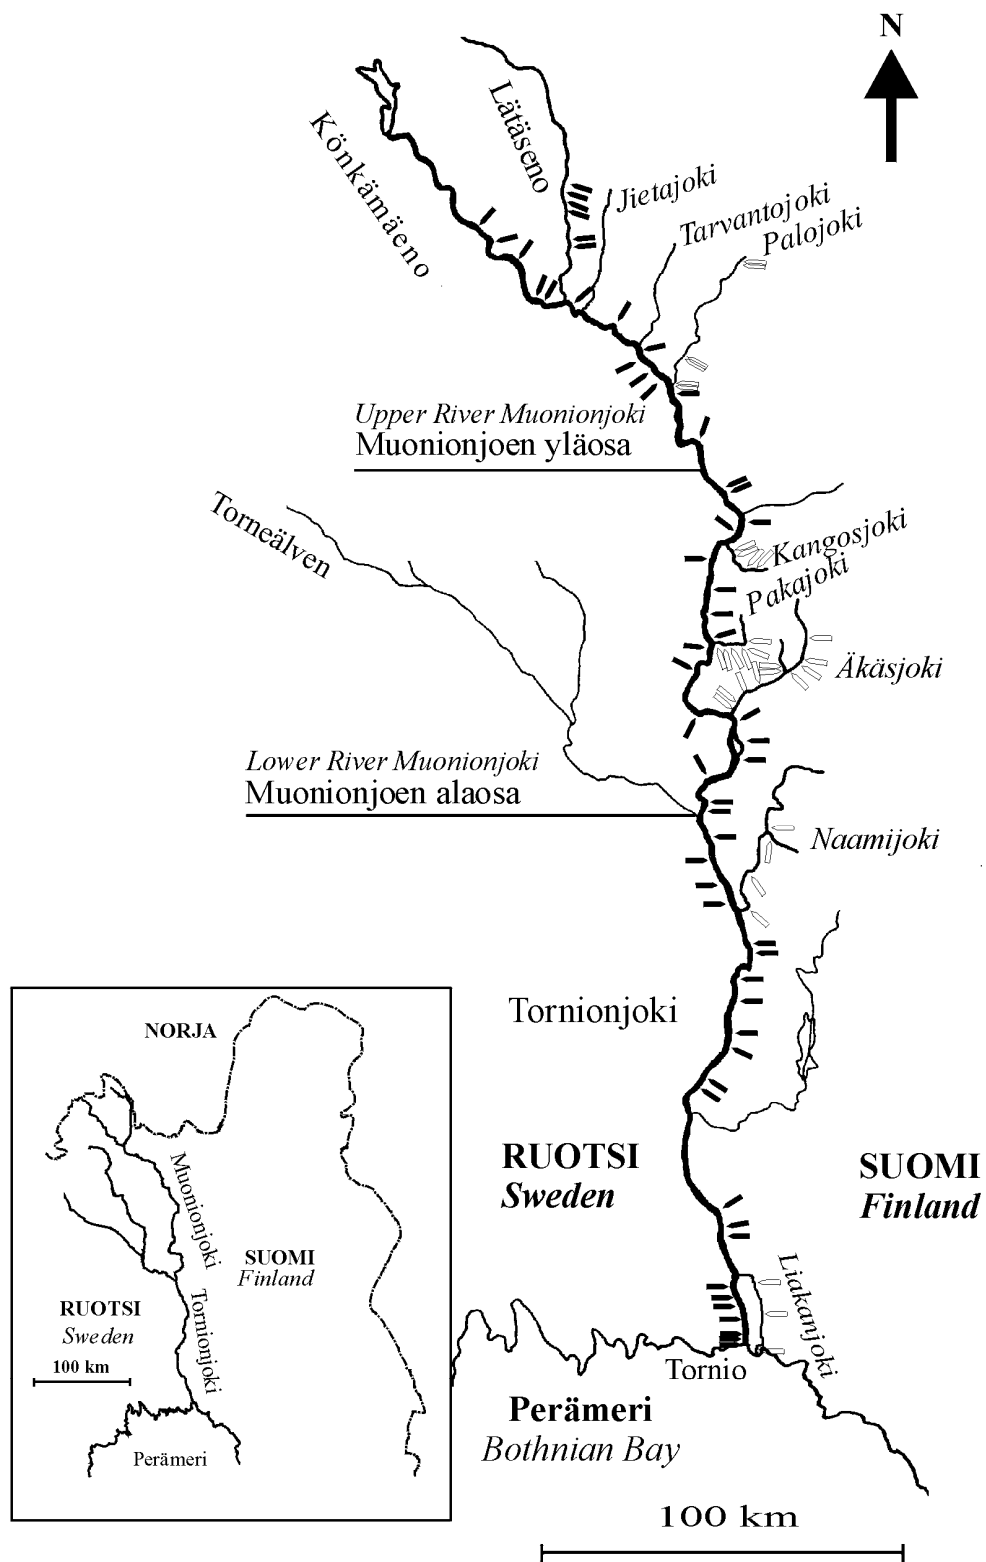 N
Lätäseno
Könkämäeno
Jietajoki
Tarvantojoki
Palojoki
Upper River Muonionjoki
Muonionjoen yläosa
Torneälven
Kangosjoki
Pakajoki
Äkäsjoki
Lower River Muonionjoki
Muonionjoen alaosa
Naamijoki
Tornionjoki
RUOTSI
Sweden
SUOMI
Finland
Liakanjoki
Tornio
Perämeri
Bothnian Bay
100 km
NORJA
Muonionjoki
SUOMI
Finland
RUOTSI
Sweden
Tornionjoki
100 km
Perämeri